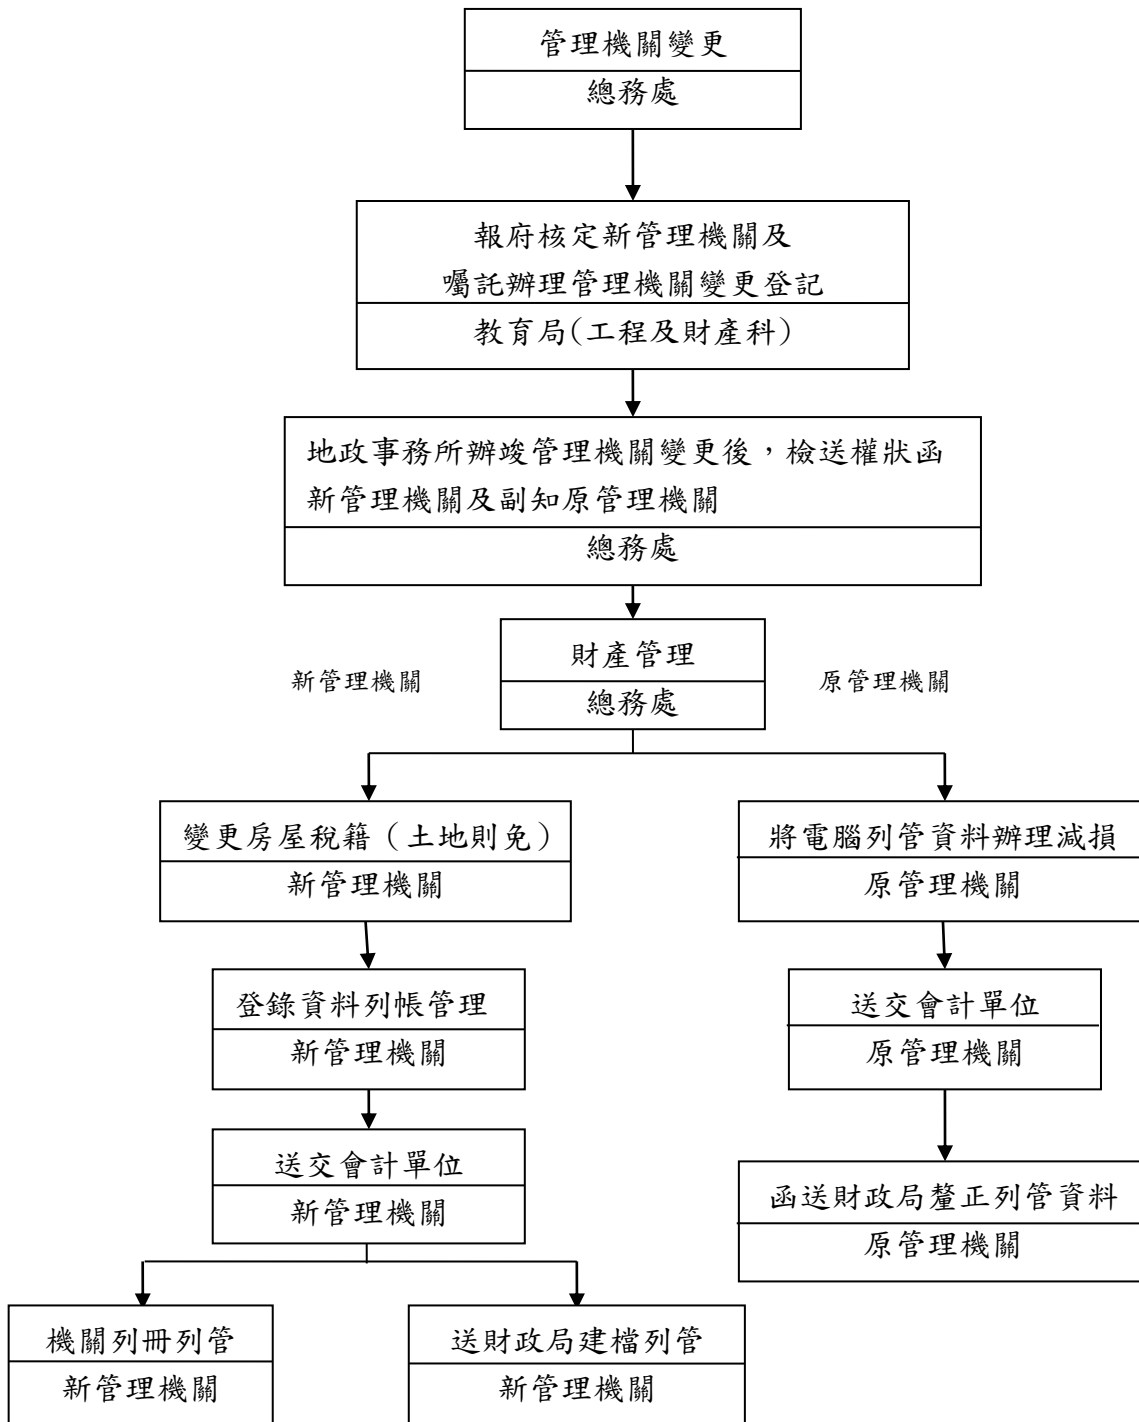 管理機關變更
總務處
報府核定新管理機關及
囑託辦理管理機關變更登記
教育局(工程及財產科)
地政事務所辦竣管理機關變更後，檢送權狀函
新管理機關及副知原管理機關
總務處
財產管理
總務處
新管理機關
原管理機關
變更房屋稅籍（土地則免）
新管理機關
將電腦列管資料辦理減損
原管理機關
登錄資料列帳管理
新管理機關
送交會計單位
原管理機關
送交會計單位
新管理機關
函送財政局釐正列管資料
原管理機關
機關列冊列管
新管理機關
送財政局建檔列管
新管理機關